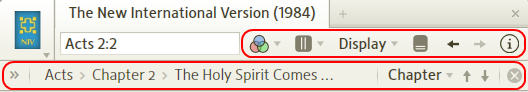 The New International Version (1984)
NIV
Acts 2:2
Display
Acts > Chapter 2 > The Holy Spirit Comes ...
Chapter